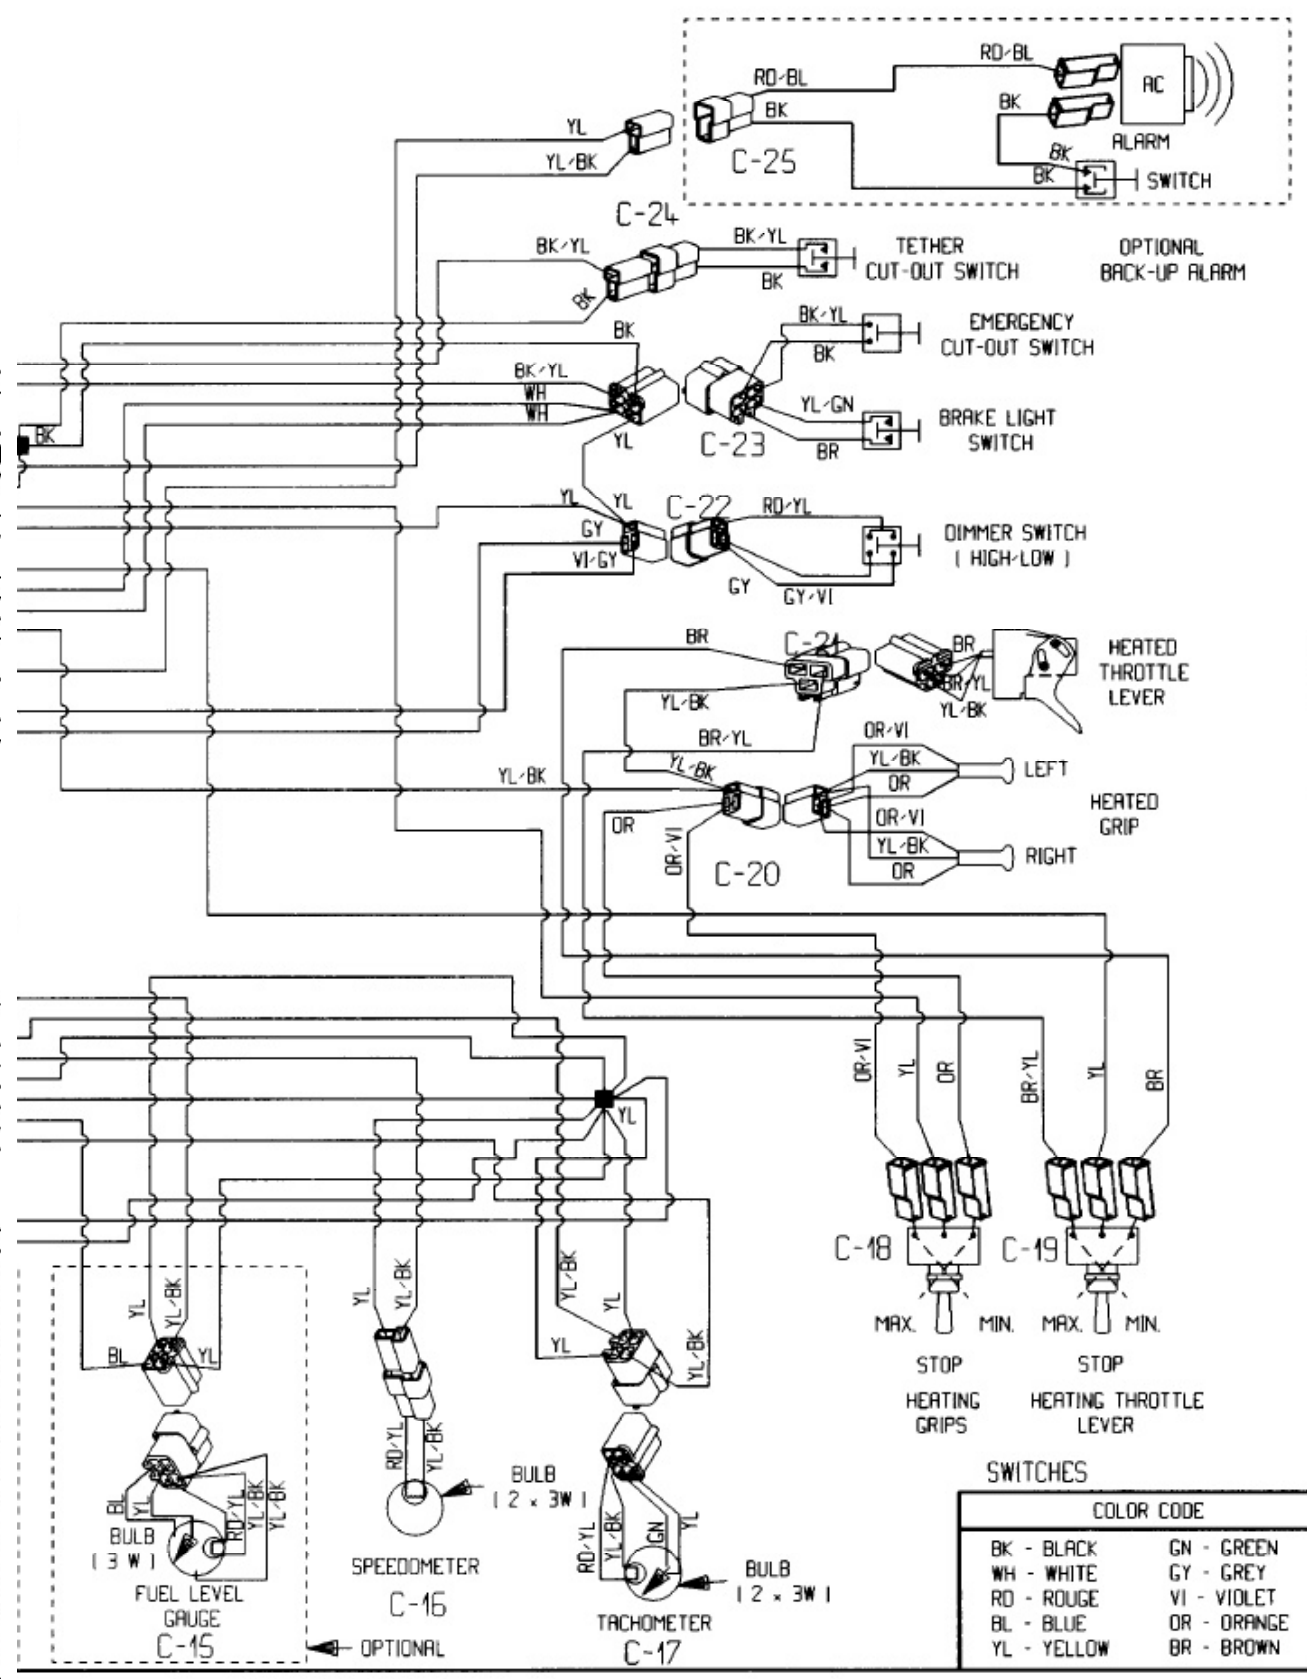 RD/BL
RD/BL
BK
BK
YL
YL/BK
AC
ALARM
C-25
BK
BK
SWITCH
C-24
BK/YL
BK/YL
BK
BK
TETHER
CUT-OUT SWITCH
OPTIONAL
BACK-UP ALARM
BK
BK/YL
BK
EMERGENCY
CUT-OUT SWITCH
BK/YL
WH
WH
YL
BK
C-23
YL/GN
BR
BRAKE LIGHT
SWITCH
YL
YL
GY
VI/GY
C-22
RD/YL
GY
GY/VI
DIMMER SWITCH
( HIGH/LOW )
BR
C-21
YL/BK
BR/YL
BR
BR/YL
YL/BK
HEATED
THROTTLE
LEVER
YL/BK
YL/BK
OR
OR/VI
C-20
OR/VI
YL/BK
OR
LEFT
OR/VI
YL/BK
OR
RIGHT
HEATED
GRIP
OR/VI
YL
OR
BR/YL
YL
BR
YL
C-18
C-19
MAX.
MIN.
MAX.
MIN.
STOP
STOP
HEATING
GRIPS
HEATING THROTTLE
LEVER
YL
YL/BK
BL
YL
YL
YL/BK
YL/BK
YL
YL
YL/BK
BL
YL
RD/YL
YL/BK
YL/BK
BULB
( 3 W )
FUEL LEVEL
GAUGE
C-15
OPTIONAL
RD/YL
YL/BK
BULB
( 2 x 3W )
SPEEDOMETER
C-16
RD/YL
YL/BK
GN
YL
BULB
( 2 x 3W )
TACHOMETER
C-17
SWITCHES
COLOR CODE
BK - BLACK GN - GREEN
WH - WHITE GY - GREY
RD - ROUGE VI - VIOLET
BL - BLUE OR - ORANGE
YL - YELLOW BR - BROWN